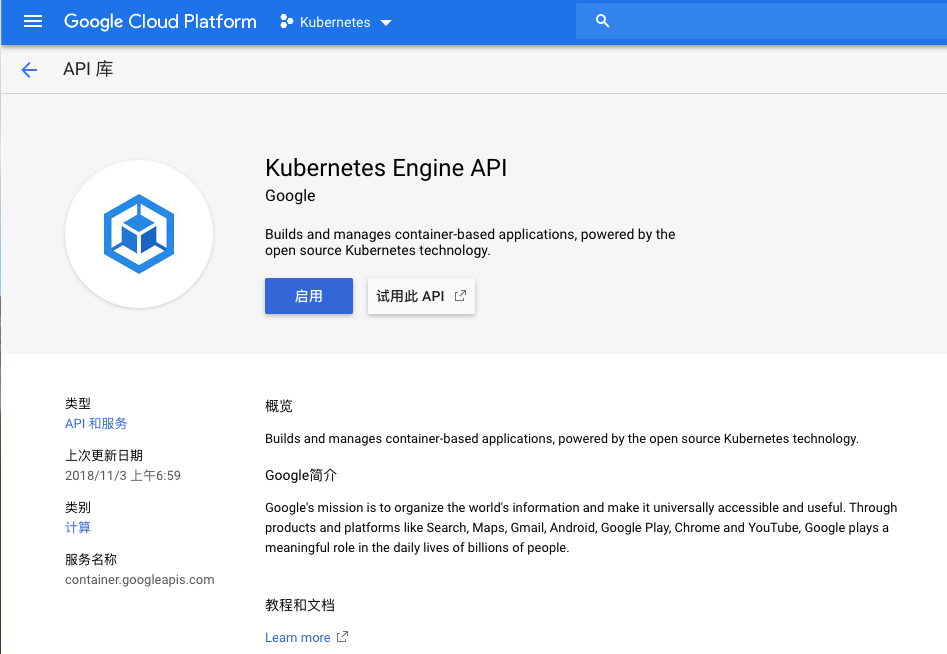 Google Cloud Platform
Kubernetes
API 库
Kubernetes Engine API
Google
Builds and manages container-based applications, powered by the
open source Kubernetes technology.
启用
试用此 API
类型
API 和服务
上次更新日期
2018/11/3 上午6:59
类别
计算
服务名称
container.googleapis.com
概览
Builds and manages container-based applications, powered by the open source Kubernetes technology.
Google简介
Google's mission is to organize the world's information and make it universally accessible and useful. Through
products and platforms like Search, Maps, Gmail, Android, Google Play, Chrome and YouTube, Google plays a
meaningful role in the daily lives of billions of people.
教程和文档
Learn more